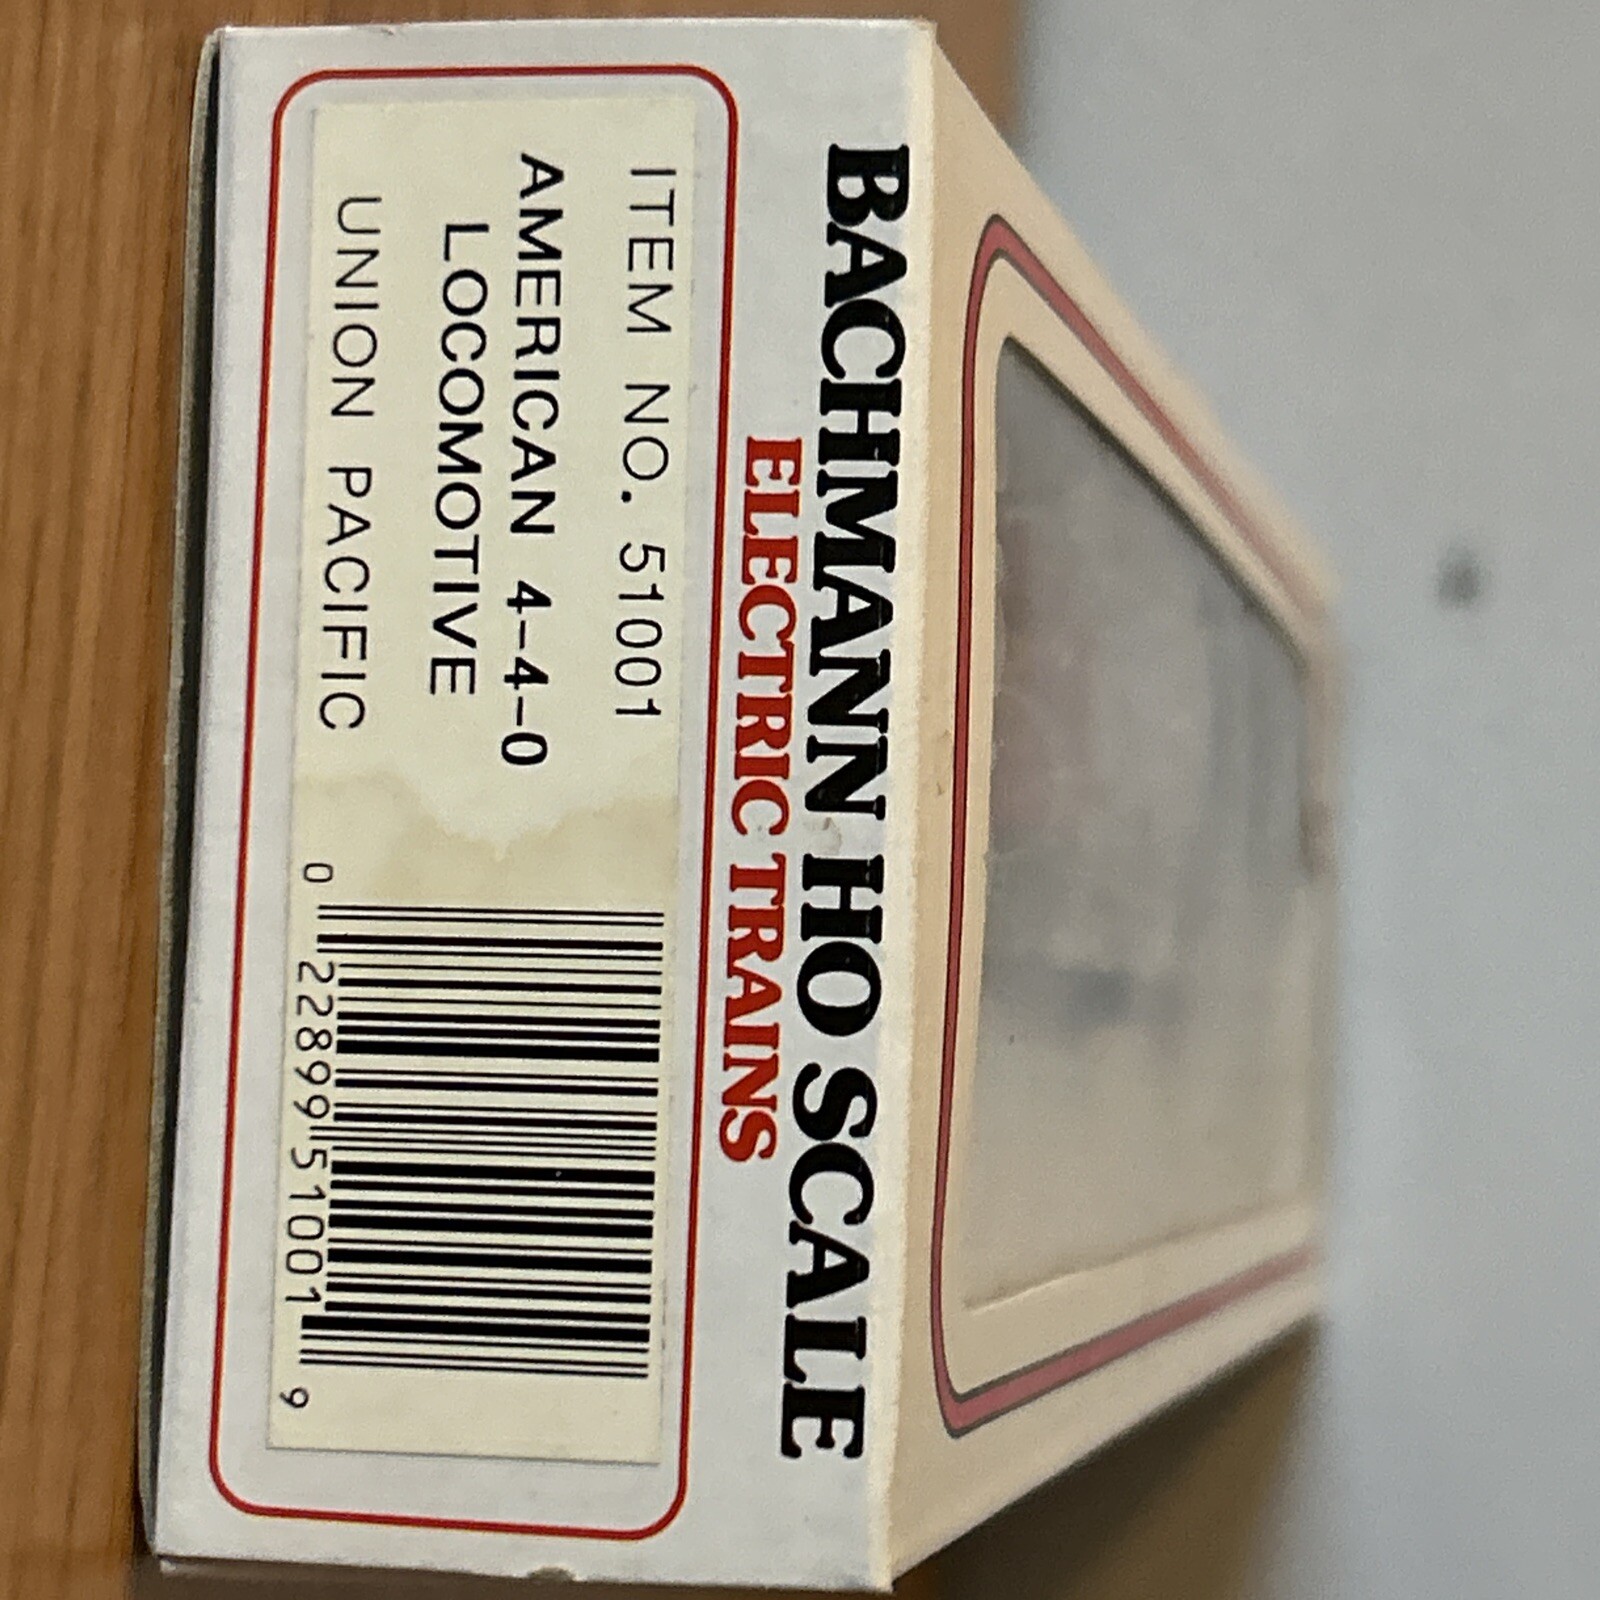 BACHMANN HO SCALE
ELECTRIC TRAINS
ITEM NO. 51001
AMERICAN 4-4-0
LOCOMOTIVE
UNION PACIFIC
0 22899 51001 9